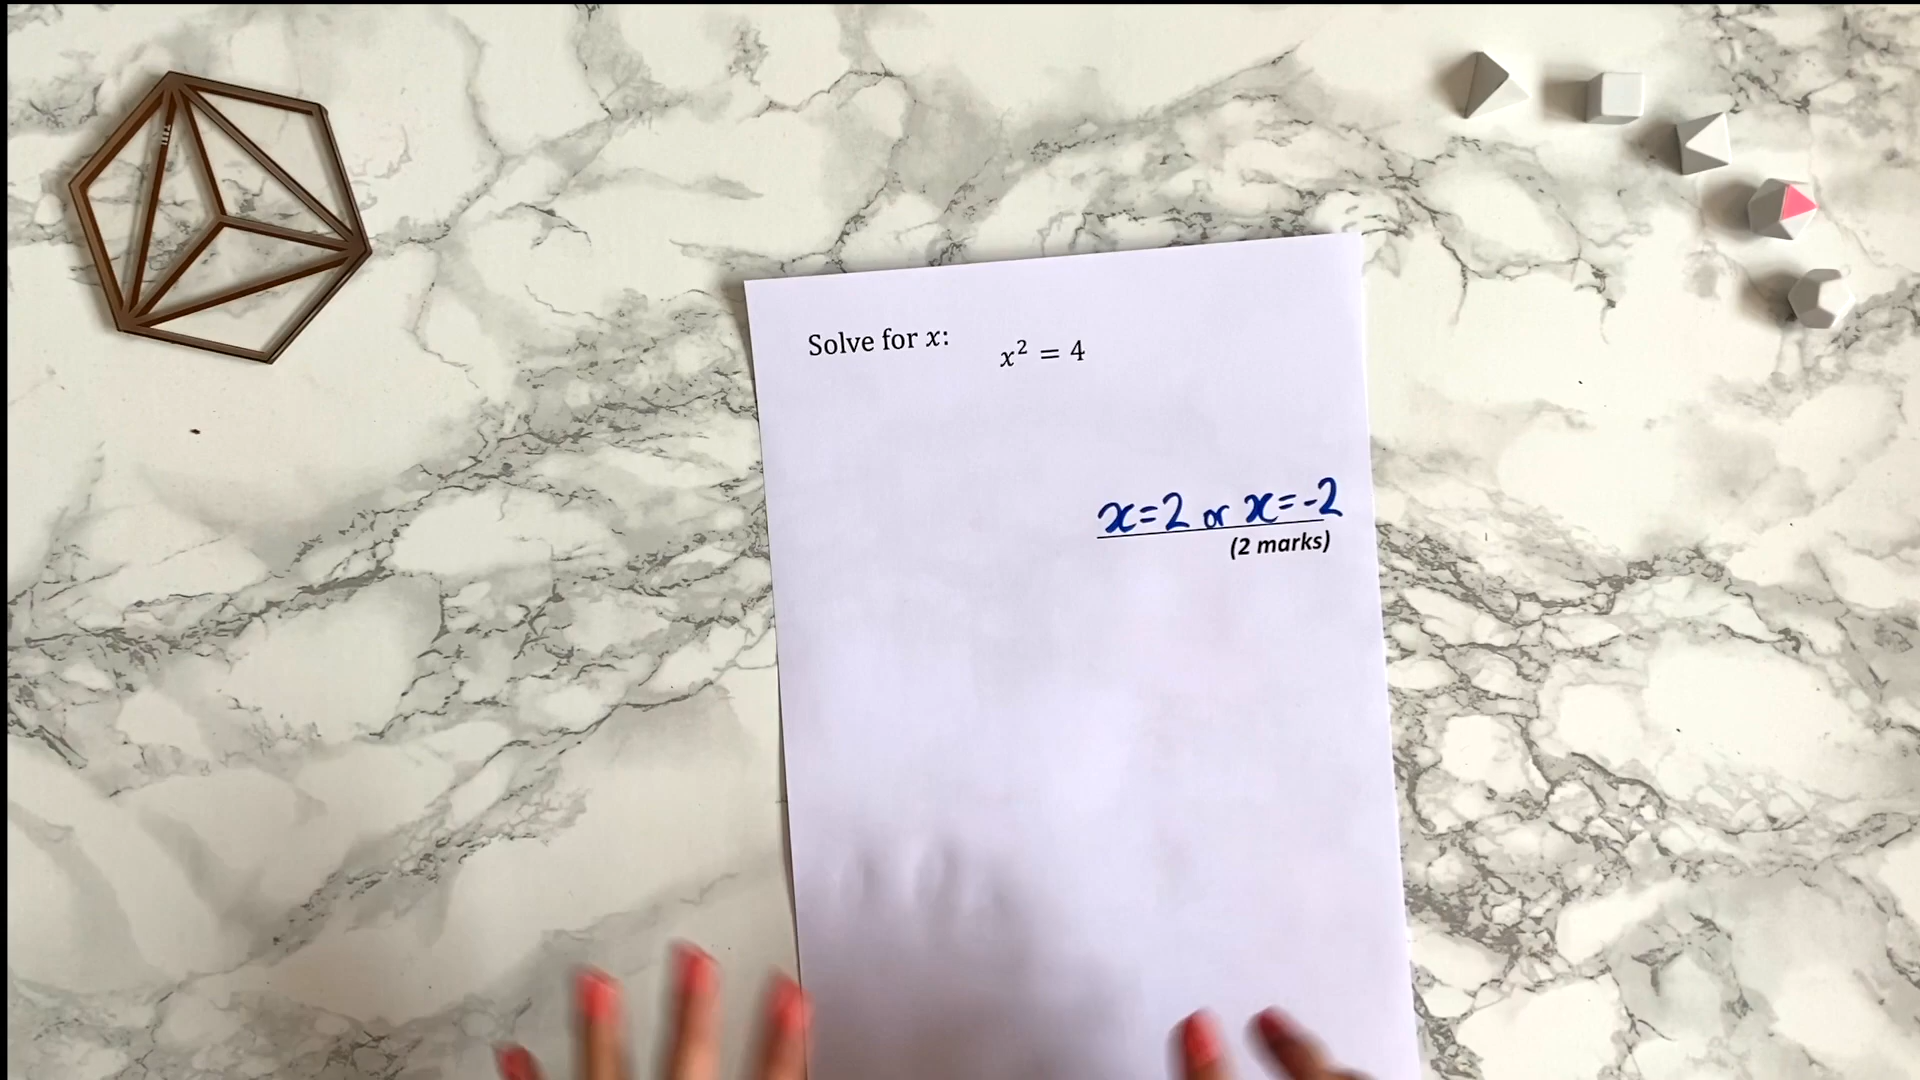 Solve for x:
x² = 4
x=2 or x=-2
(2 marks)